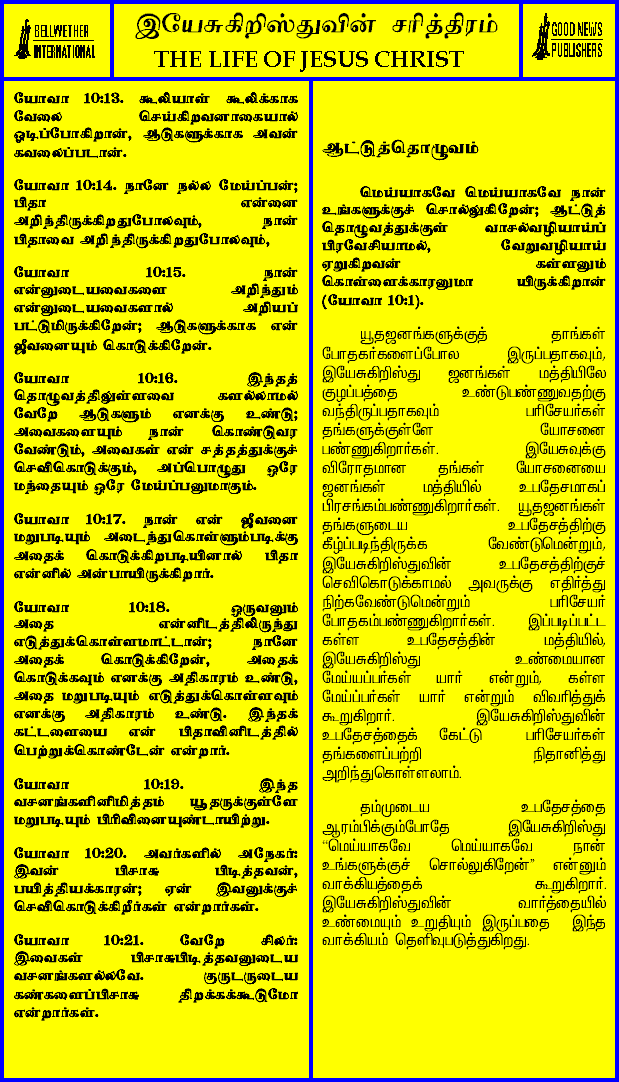 BELLWETHER
INTERNATIONAL
இயேசுகிறிஸ்துவின் சரித்திரம்
THE LIFE OF JESUS CHRIST
GOOD NEWS
PUBLISHERS
யோவா 10:13. கூலியாள் கூலிக்காக
வேலை செய்கிறவனாகையால்
ஓடிப்போகிறான், ஆடுகளுக்காக அவன்
கவலைப்படான்.
யோவா 10:14. நானே நல்ல மேய்ப்பன்;
பிதா என்னை
அறிந்திருக்கிறதுபோலவும், நான்
பிதாவை அறிந்திருக்கிறதுபோலவும்,
யோவா 10:15. நான்
என்னுடையவைகளை அறிந்தும்
என்னுடையவைகளால் அறியப்
பட்டுமிருக்கிறேன்; ஆடுகளுக்காக என்
ஜீவனையும் கொடுக்கிறேன்.
யோவா 10:16. இந்தத்
தொழுவத்திலுள்ளவை களல்லாமல்
வேறே ஆடுகளும் எனக்கு உண்டு;
அவைகளையும் நான் கொண்டுவர
வேண்டும், அவைகள் என் சத்தத்துக்குச்
செவிகொடுக்கும், அப்பொழுது ஒரே
மந்தையும் ஒரே மேய்ப்பனுமாகும்.
யோவா 10:17. நான் என் ஜீவனை
மறுபடியும் அடைந்துகொள்ளும்படிக்கு
அதைக் கொடுக்கிறபடியினால் பிதா
என்னில் அன்பாயிருக்கிறார்.
யோவா 10:18. ஒருவனும்
அதை என்னிடத்திலிருந்து
எடுத்துக்கொள்ளமாட்டான்; நானே
அதைக் கொடுக்கிறேன், அதைக்
கொடுக்கவும் எனக்கு அதிகாரம் உண்டு,
அதை மறுபடியும் எடுத்துக்கொள்ளவும்
எனக்கு அதிகாரம் உண்டு. இந்தக்
கட்டளையை என் பிதாவினிடத்தில்
பெற்றுக்கொண்டேன் என்றார்.
யோவா 10:19. இந்த
வசனங்களினிமித்தம் யூதருக்குள்ளே
மறுபடியும் பிரிவினையுண்டாயிற்று.
யோவா 10:20. அவர்களில் அநேகர்:
இவன் பிசாசு பிடித்தவன்,
பயித்தியக்காரன்; ஏன் இவனுக்குச்
செவிகொடுக்கிறீர்கள் என்றார்கள்.
யோவா 10:21. வேறே சிலர்:
இவைகள் பிசாசுபிடித்தவனுடைய
வசனங்களல்லவே. குருடருடைய
கண்களைப்பிசாசு திறக்கக்கூடுமோ
என்றார்கள்.
ஆட்டுத்தொழுவம்
மெய்யாகவே மெய்யாகவே நான்
உங்களுக்குச் சொல்லுகிறேன்; ஆட்டுத்
தொழுவத்துக்குள் வாசல்வழியாய்ப்
பிரவேசியாமல், வேறுவழியாய்
ஏறுகிறவன் கள்ளனும்
கொள்ளைக்காரனுமா யிருக்கிறான்
(யோவா 10:1).
யூதஜனங்களுக்குத் தாங்கள்
போதகர்களைப்போல இருப்பதாகவும்,
இயேசுகிறிஸ்து ஜனங்கள் மத்தியிலே
குழப்பத்தை உண்டுபண்ணுவதற்கு
வந்திருப்பதாகவும் பரிசேயர்கள்
தங்களுக்குள்ளே யோசனை
பண்ணுகிறார்கள். இயேசுவுக்கு
விரோதமான தங்கள் யோசனையை
ஜனங்கள் மத்தியில் உபதேசமாகப்
பிரசங்கம்பண்ணுகிறார்கள். யூதஜனங்கள்
தங்களுடைய உபதேசத்திற்கு
கீழ்ப்படிந்திருக்க வேண்டுமென்றும்,
இயேசுகிறிஸ்துவின் உபதேசத்திற்குச்
செவிகொடுக்காமல் அவருக்கு எதிர்த்து
நிற்கவேண்டுமென்றும் பரிசேயர்
போதகம்பண்ணுகிறார்கள். இப்படிப்பட்ட
கள்ள உபதேசத்தின் மத்தியில்,
இயேசுகிறிஸ்து உண்மையான
மேய்யப்பர்கள் யார் என்றும், கள்ள
மேய்ப்பர்கள் யார் என்றும் விவரித்துக்
கூறுகிறார். இயேசுகிறிஸ்துவின்
உபதேசத்தைக் கேட்டு பரிசேயர்கள்
தங்களைப்பற்றி நிதானித்து
அறிந்துகொள்ளலாம்.
தம்முடைய உபதேசத்தை
ஆரம்பிக்கும்போதே இயேசுகிறிஸ்து
“மெய்யாகவே மெய்யாகவே நான்
உங்களுக்குச் சொல்லுகிறேன்” என்னும்
வாக்கியத்தைக் கூறுகிறார்.
இயேசுகிறிஸ்துவின் வார்த்தையில்
உண்மையும் உறுதியும் இருப்பதை இந்த
வாக்கியம் தெளிவுபடுத்துகிறது.